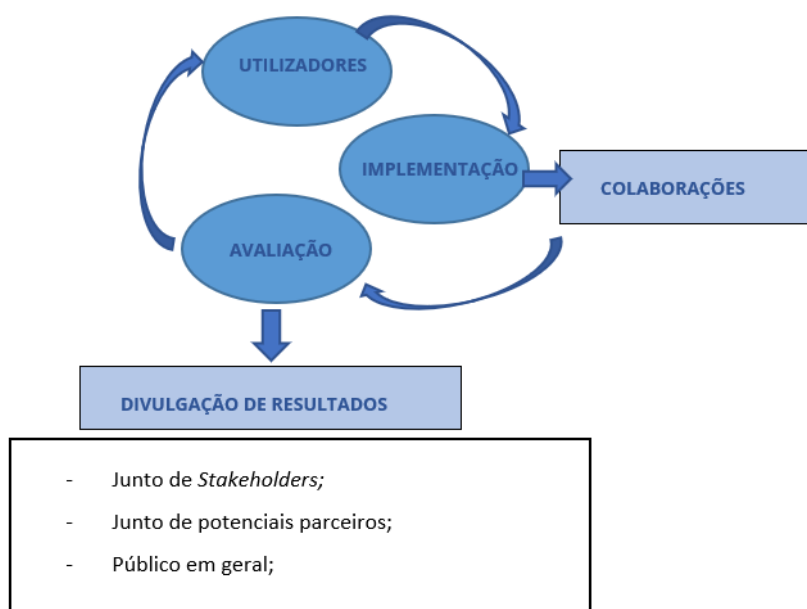 UTILIZADORES
IMPLEMENTAÇÃO
COLABORAÇÕES
AVALIAÇÃO
DIVULGAÇÃO DE RESULTADOS
- Junto de Stakeholders;
- Junto de potenciais parceiros;
- Público em geral;